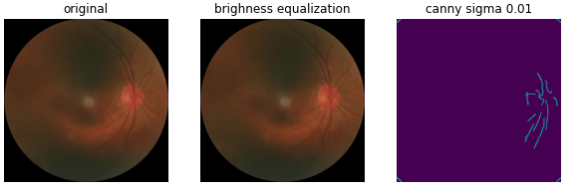 original
brighness equalization
canny sigma 0.01